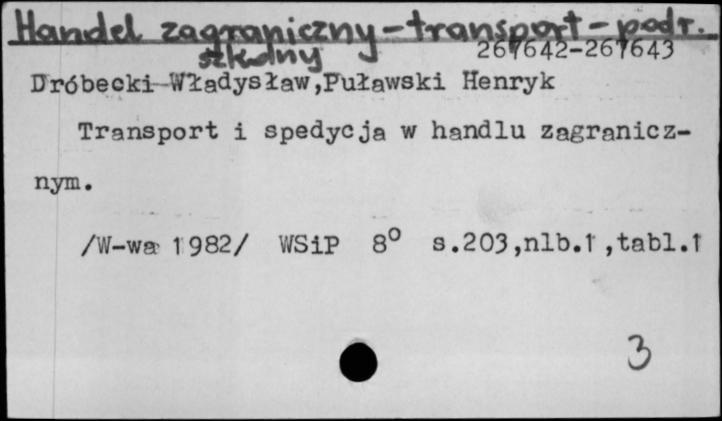 Handel zagraniczny-transport-podr.
szkolny 267642-267643
Dróbecki Władysław,Puławski Henryk
Transport i spedycja w handlu zagranicz-
nym.
/W-wa 1982/ WSiP 8° s.203,nlb.1,tabl.1
3